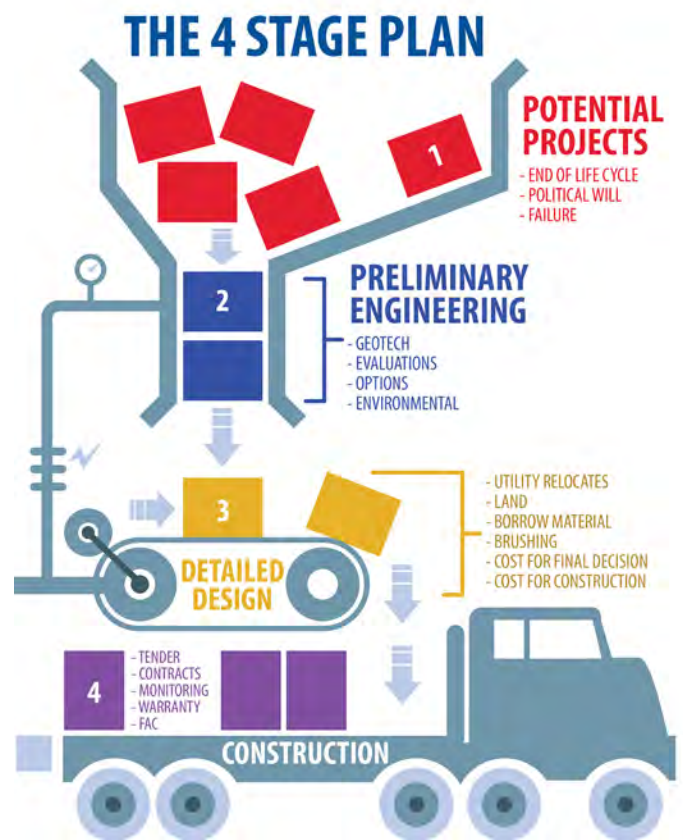 THE 4 STAGE PLAN
1
POTENTIAL
PROJECTS
- END OF LIFE CYCLE
- POLITICAL WILL
- FAILURE
2
PRELIMINARY
ENGINEERING
- GEOTECH
- EVALUATIONS
- OPTIONS
- ENVIRONMENTAL
3
DETAILED
DESIGN
- UTILITY RELOCATES
- LAND
- BORROW MATERIAL
- BRUSHING
- COST FOR FINAL DECISION
- COST FOR CONSTRUCTION
4
- TENDER
- CONTRACTS
- MONITORING
- WARRANTY
- FAC
CONSTRUCTION